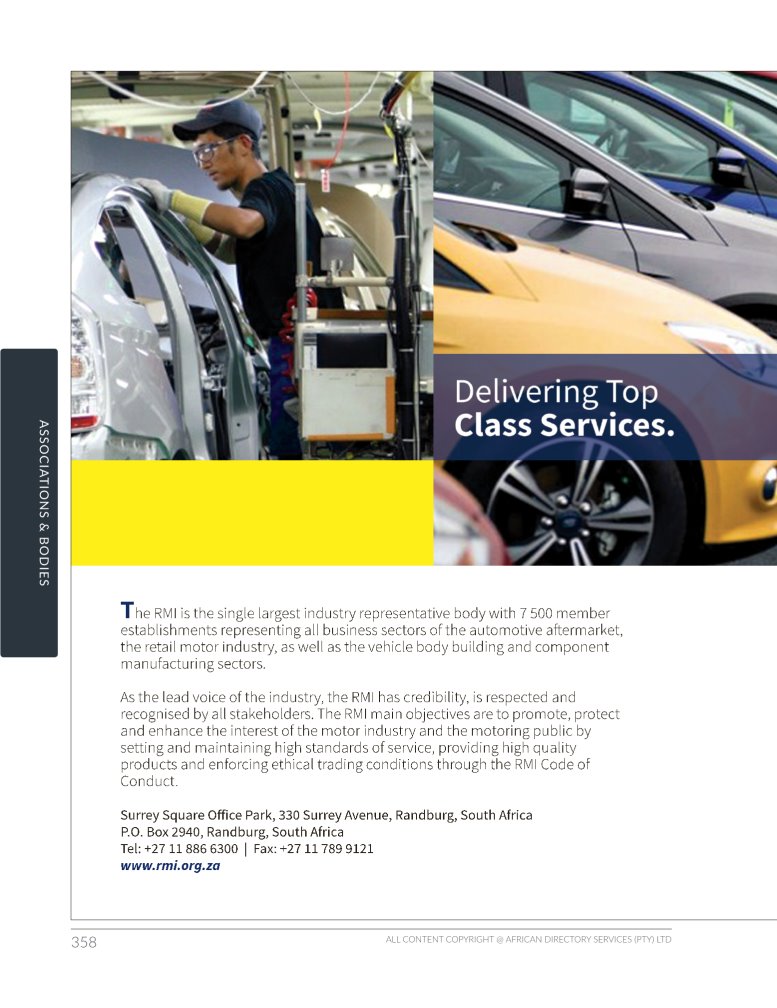 Delivering Top
Class Services.
ASSOCIATIONS & BODIES
The RMI is the single largest industry representative body with 7 500 member
establishments representing all business sectors of the automotive aftermarket,
the retail motor industry, as well as the vehicle body building and component
manufacturing sectors.
As the lead voice of the industry, the RMI has credibility, is respected and
recognised by all stakeholders. The RMI main objectives are to promote, protect
and enhance the interest of the motor industry and the motoring public by
setting and maintaining high standards of service, providing high quality
products and enforcing ethical trading conditions through the RMI Code of
Conduct.
Surrey Square Office Park, 330 Surrey Avenue, Randburg, South Africa
P.O. Box 2940, Randburg, South Africa
Tel: +27 11 886 6300 | Fax: +27 11 789 9121
www.rmi.org.za
358
ALL CONTENT COPYRIGHT @ AFRICAN DIRECTORY SERVICES (PTY) LTD